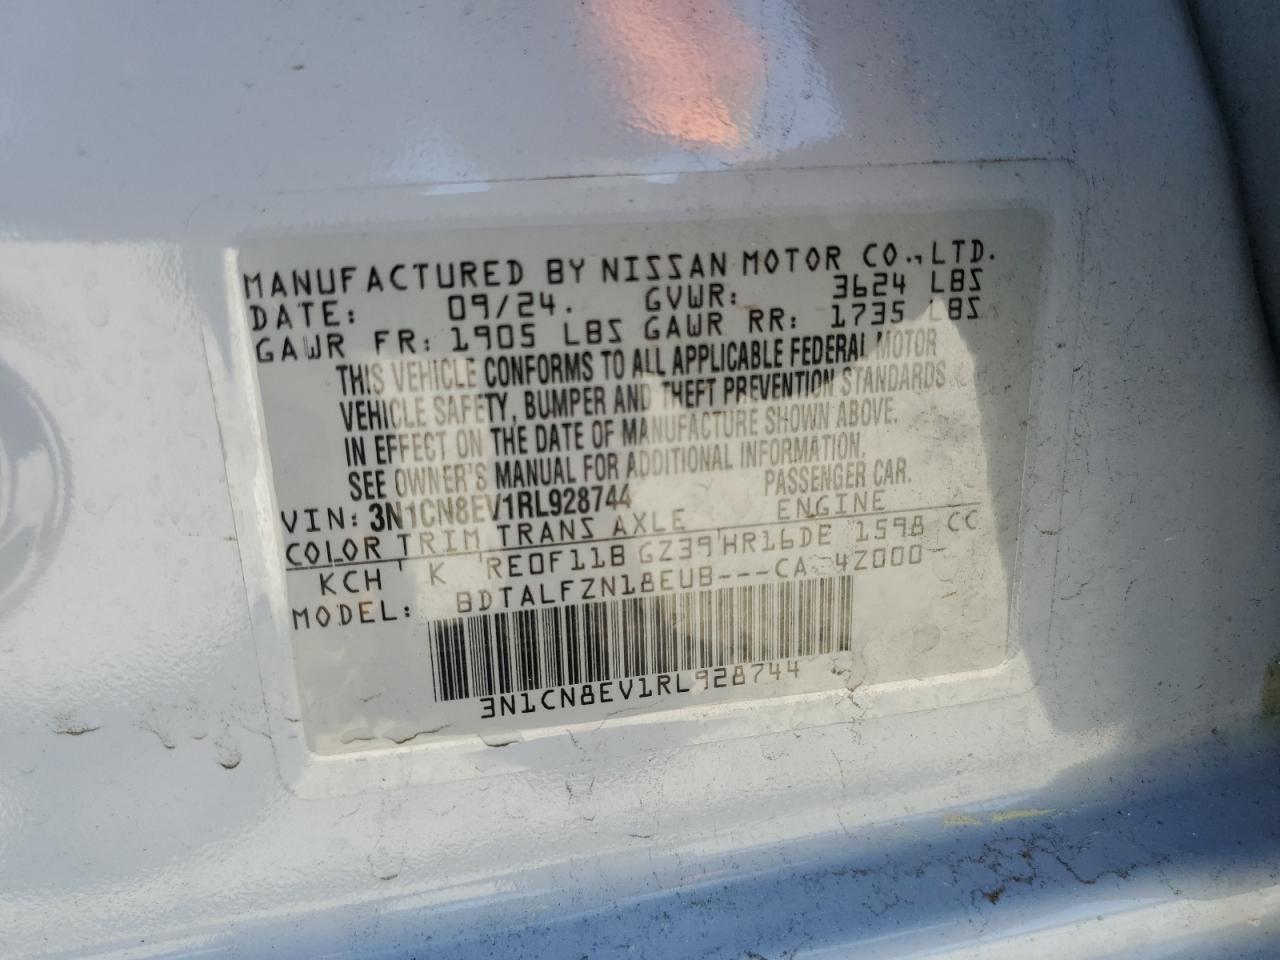 MANUFACTURED BY NISSAN MOTOR CO., LTD.
DATE: 09/24. GVWR: 3624 LBS
GAWR FR: 1905 LBS GAWR RR: 1735 LBS
THIS VEHICLE CONFORMS TO ALL APPLICABLE FEDERAL MOTOR
VEHICLE SAFETY, BUMPER AND THEFT PREVENTION STANDARDS
IN EFFECT ON THE DATE OF MANUFACTURE SHOWN ABOVE.
SEE OWNER'S MANUAL FOR ADDITIONAL INFORMATION.
VIN: 3N1CN8EV1RL928744 PASSENGER CAR.
COLOR TRIM TRANS AXLE ENGINE
KCH K RE0F11B GZ39 HR16DE 1598 CC
MODEL: BDTALFZN18EUB---CA-4Z000-
3N1CN8EV1RL928744